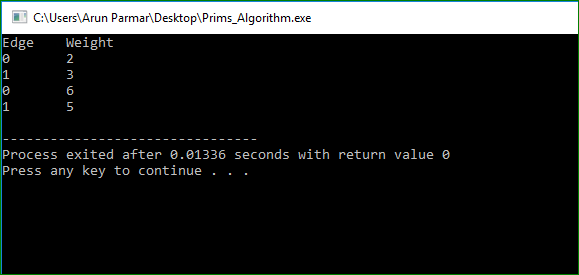 C:\Users\Arun Parmar\Desktop\Prims_Algorithm.exe
Edge    Weight
0       2
1       3
0       6
1       5
--------------------------------
Process exited after 0.01336 seconds with return value 0
Press any key to continue . . .